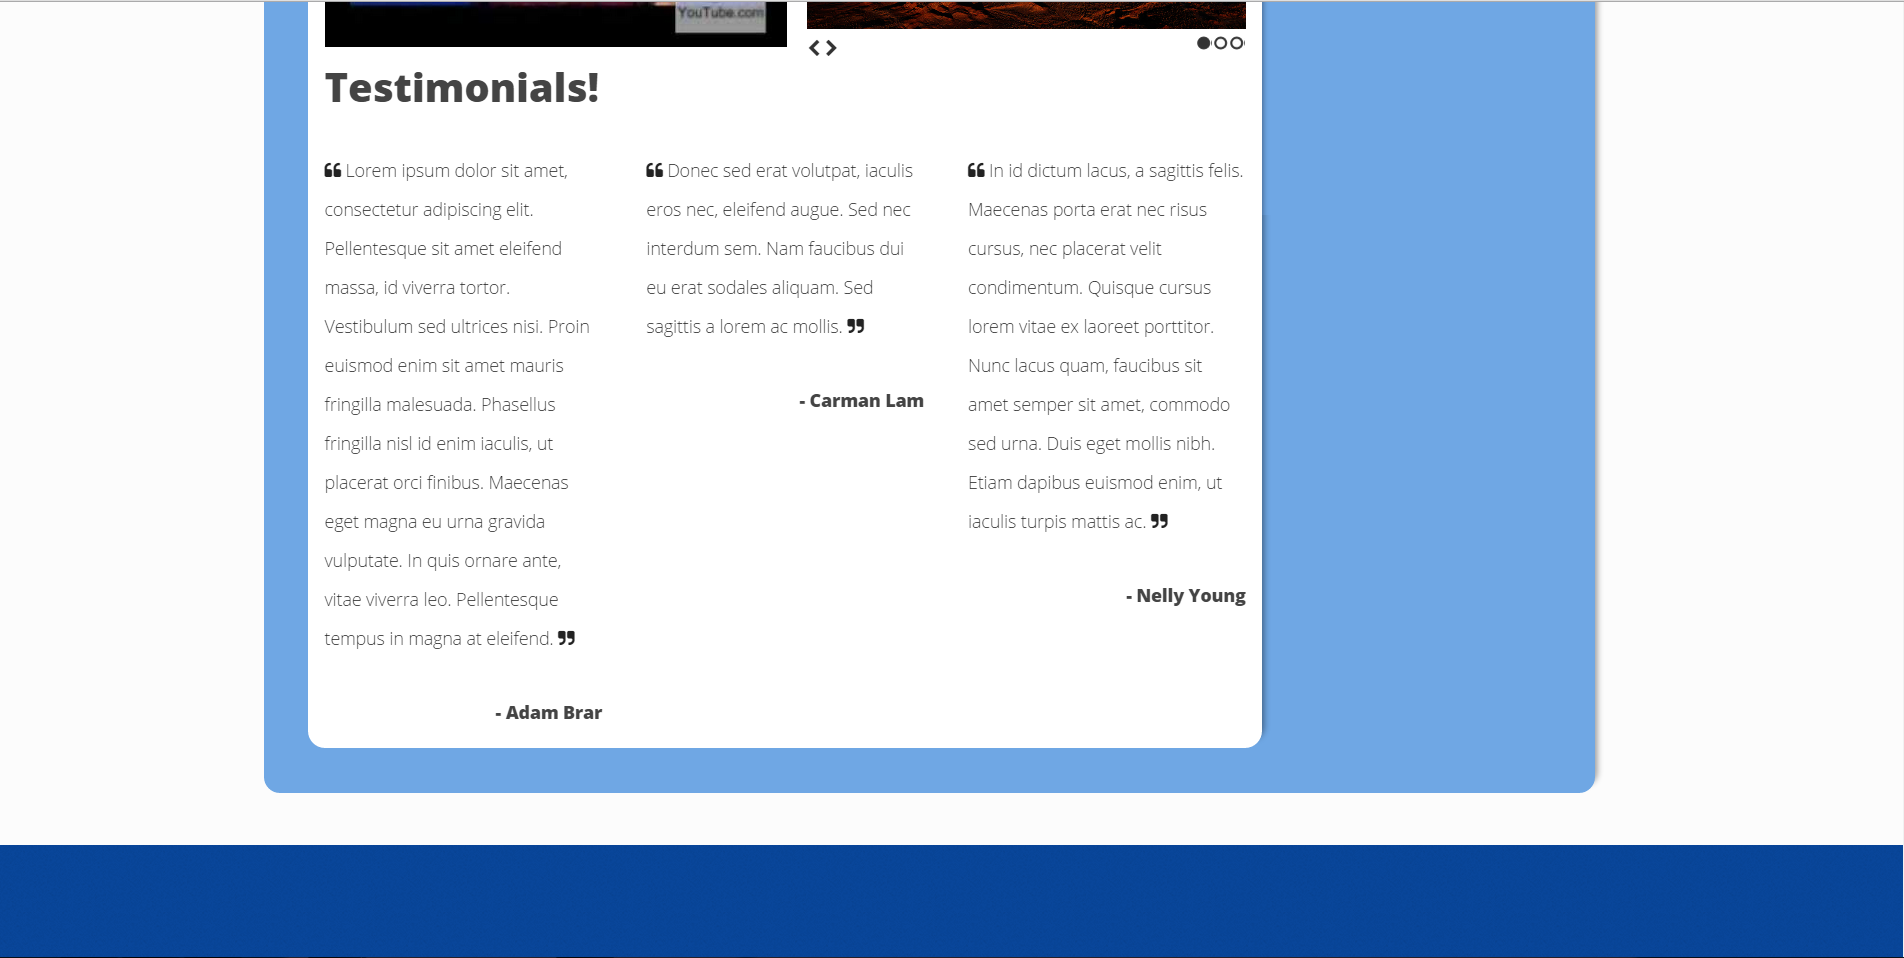 YouTube.com
Testimonials!
❝ Lorem ipsum dolor sit amet,
consectetur adipiscing elit.
Pellentesque sit amet eleifend
massa, id viverra tortor.
Vestibulum sed ultrices nisi. Proin
euismod enim sit amet mauris
fringilla malesuada. Phasellus
fringilla nisl id enim iaculis, ut
placerat orci finibus. Maecenas
eget magna eu urna gravida
vulputate. In quis ornare ante,
vitae viverra leo. Pellentesque
tempus in magna at eleifend. ❞
- Adam Brar
❝ Donec sed erat volutpat, iaculis
eros nec, eleifend augue. Sed nec
interdum sem. Nam faucibus dui
eu erat sodales aliquam. Sed
sagittis a lorem ac mollis. ❞
- Carman Lam
❝ In id dictum lacus, a sagittis felis.
Maecenas porta erat nec risus
cursus, nec placerat velit
condimentum. Quisque cursus
lorem vitae ex laoreet porttitor.
Nunc lacus quam, faucibus sit
amet semper sit amet, commodo
sed urna. Duis eget mollis nibh.
Etiam dapibus euismod enim, ut
iaculis turpis mattis ac. ❞
- Nelly Young